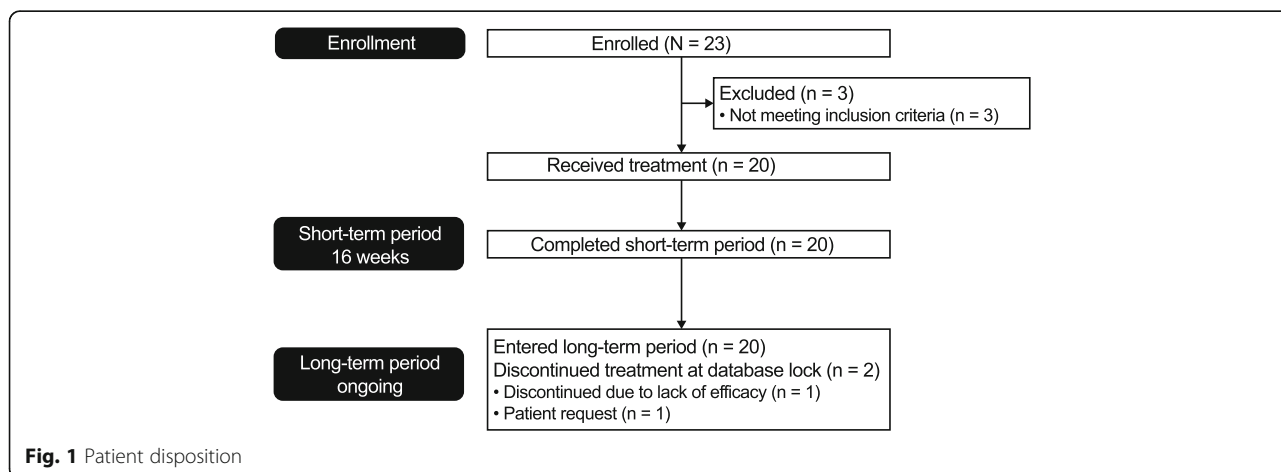 Enrollment
Enrolled (N = 23)
Excluded (n = 3)
• Not meeting inclusion criteria (n = 3)
Received treatment (n = 20)
Short-term period
16 weeks
Completed short-term period (n = 20)
Long-term period
ongoing
Entered long-term period (n = 20)
Discontinued treatment at database lock (n = 2)
• Discontinued due to lack of efficacy (n = 1)
• Patient request (n = 1)
Fig. 1 Patient disposition